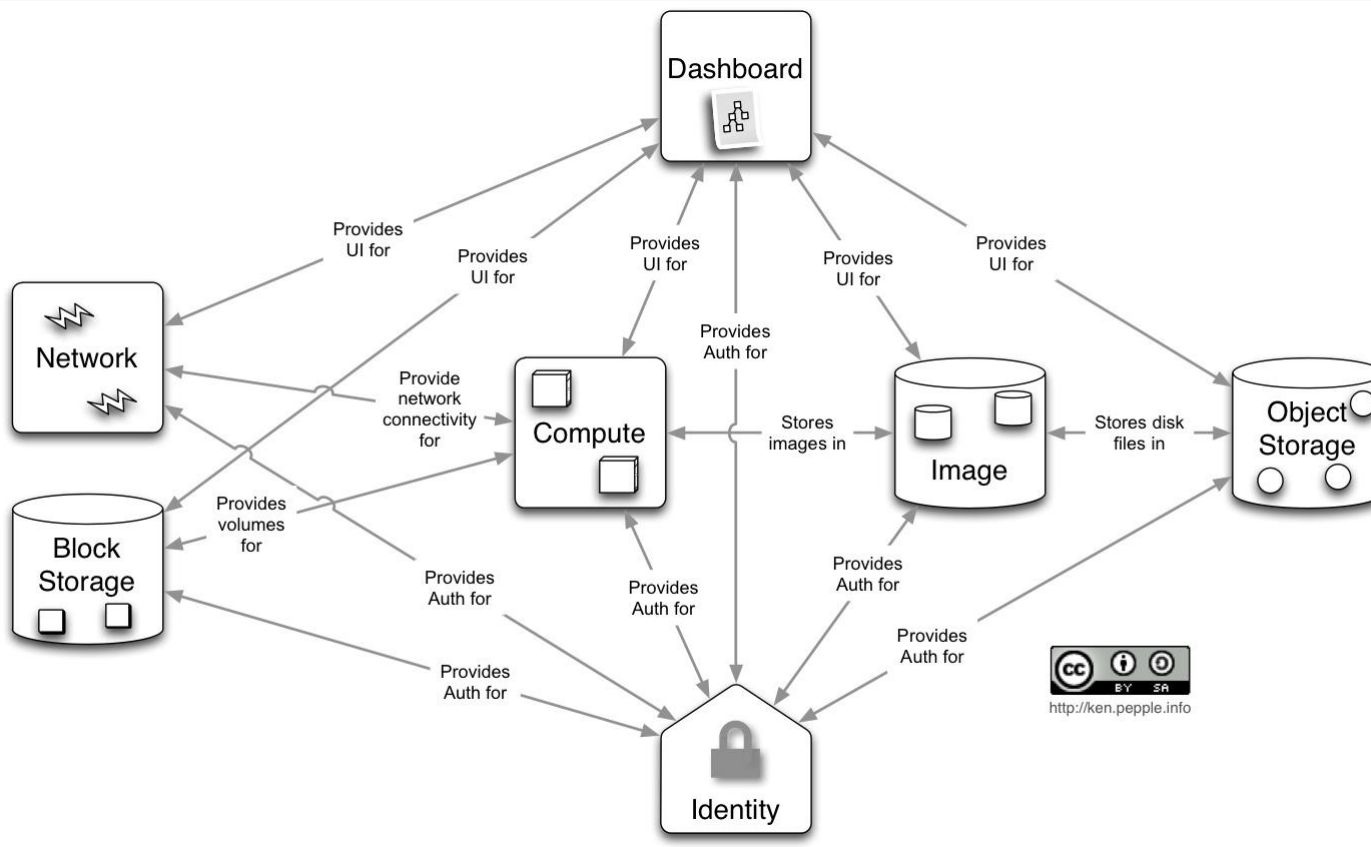 Dashboard
Provides
UI for
Provides
UI for
Provides
UI for
Provides
UI for
Provides
UI for
Provides
Auth for
Network
Provide
network
connectivity
for
Compute
Stores
images in
Image
Stores disk
files in
Object
Storage
Block
Storage
Provides
volumes
for
Provides
Auth for
Provides
Auth for
Provides
Auth for
Provides
Auth for
Provides
Auth for
Identity
cc
BY SA
http://ken.pepple.info